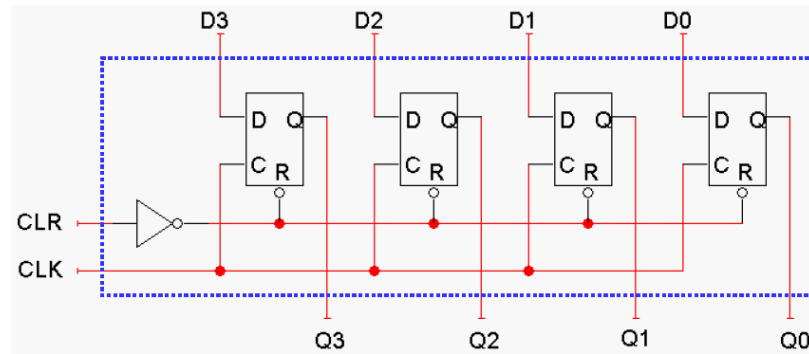 D3 D2 D1 D0
D Q D Q D Q D Q
C R C R C R C R
CLR
CLK
Q3 Q2 Q1 Q0